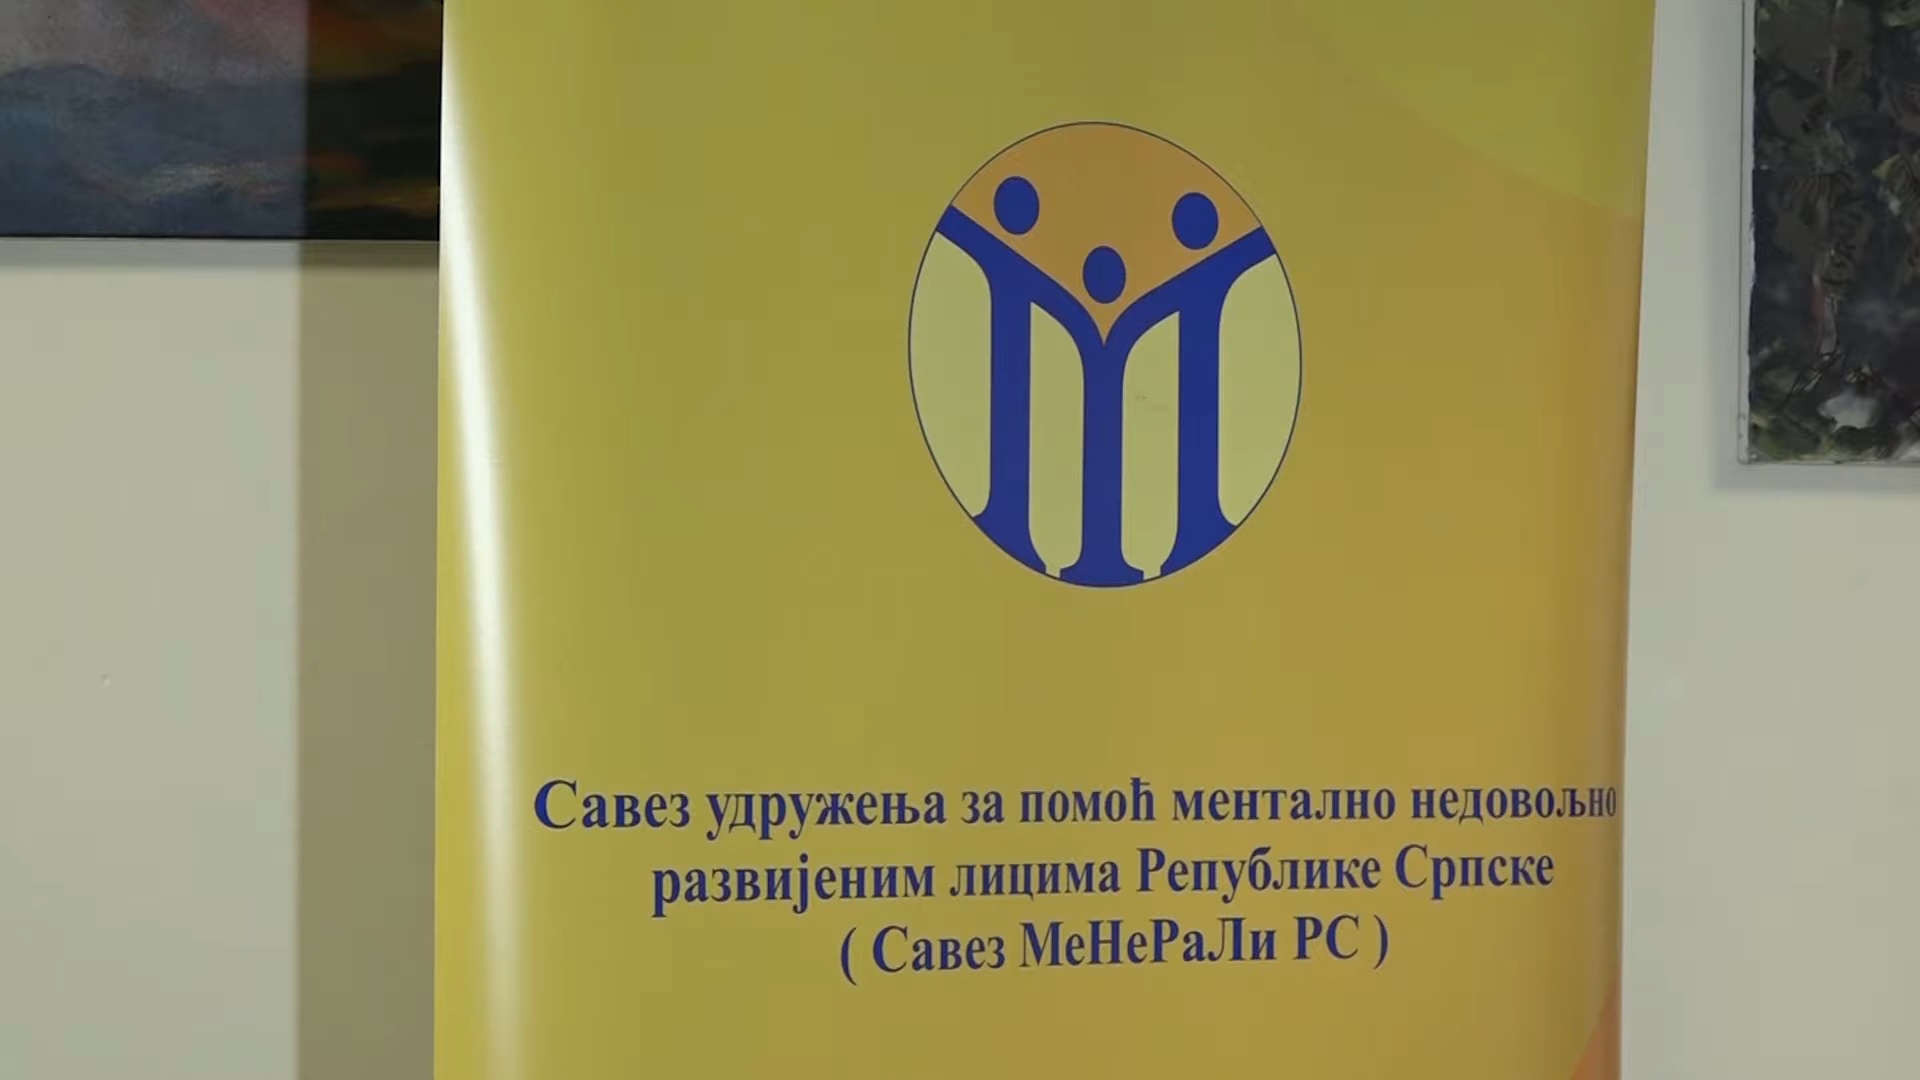 Савез удружења за помоћ ментално недовољно
развијеним лицима Републике Српске
( Савез МеНеРаЛи РС )